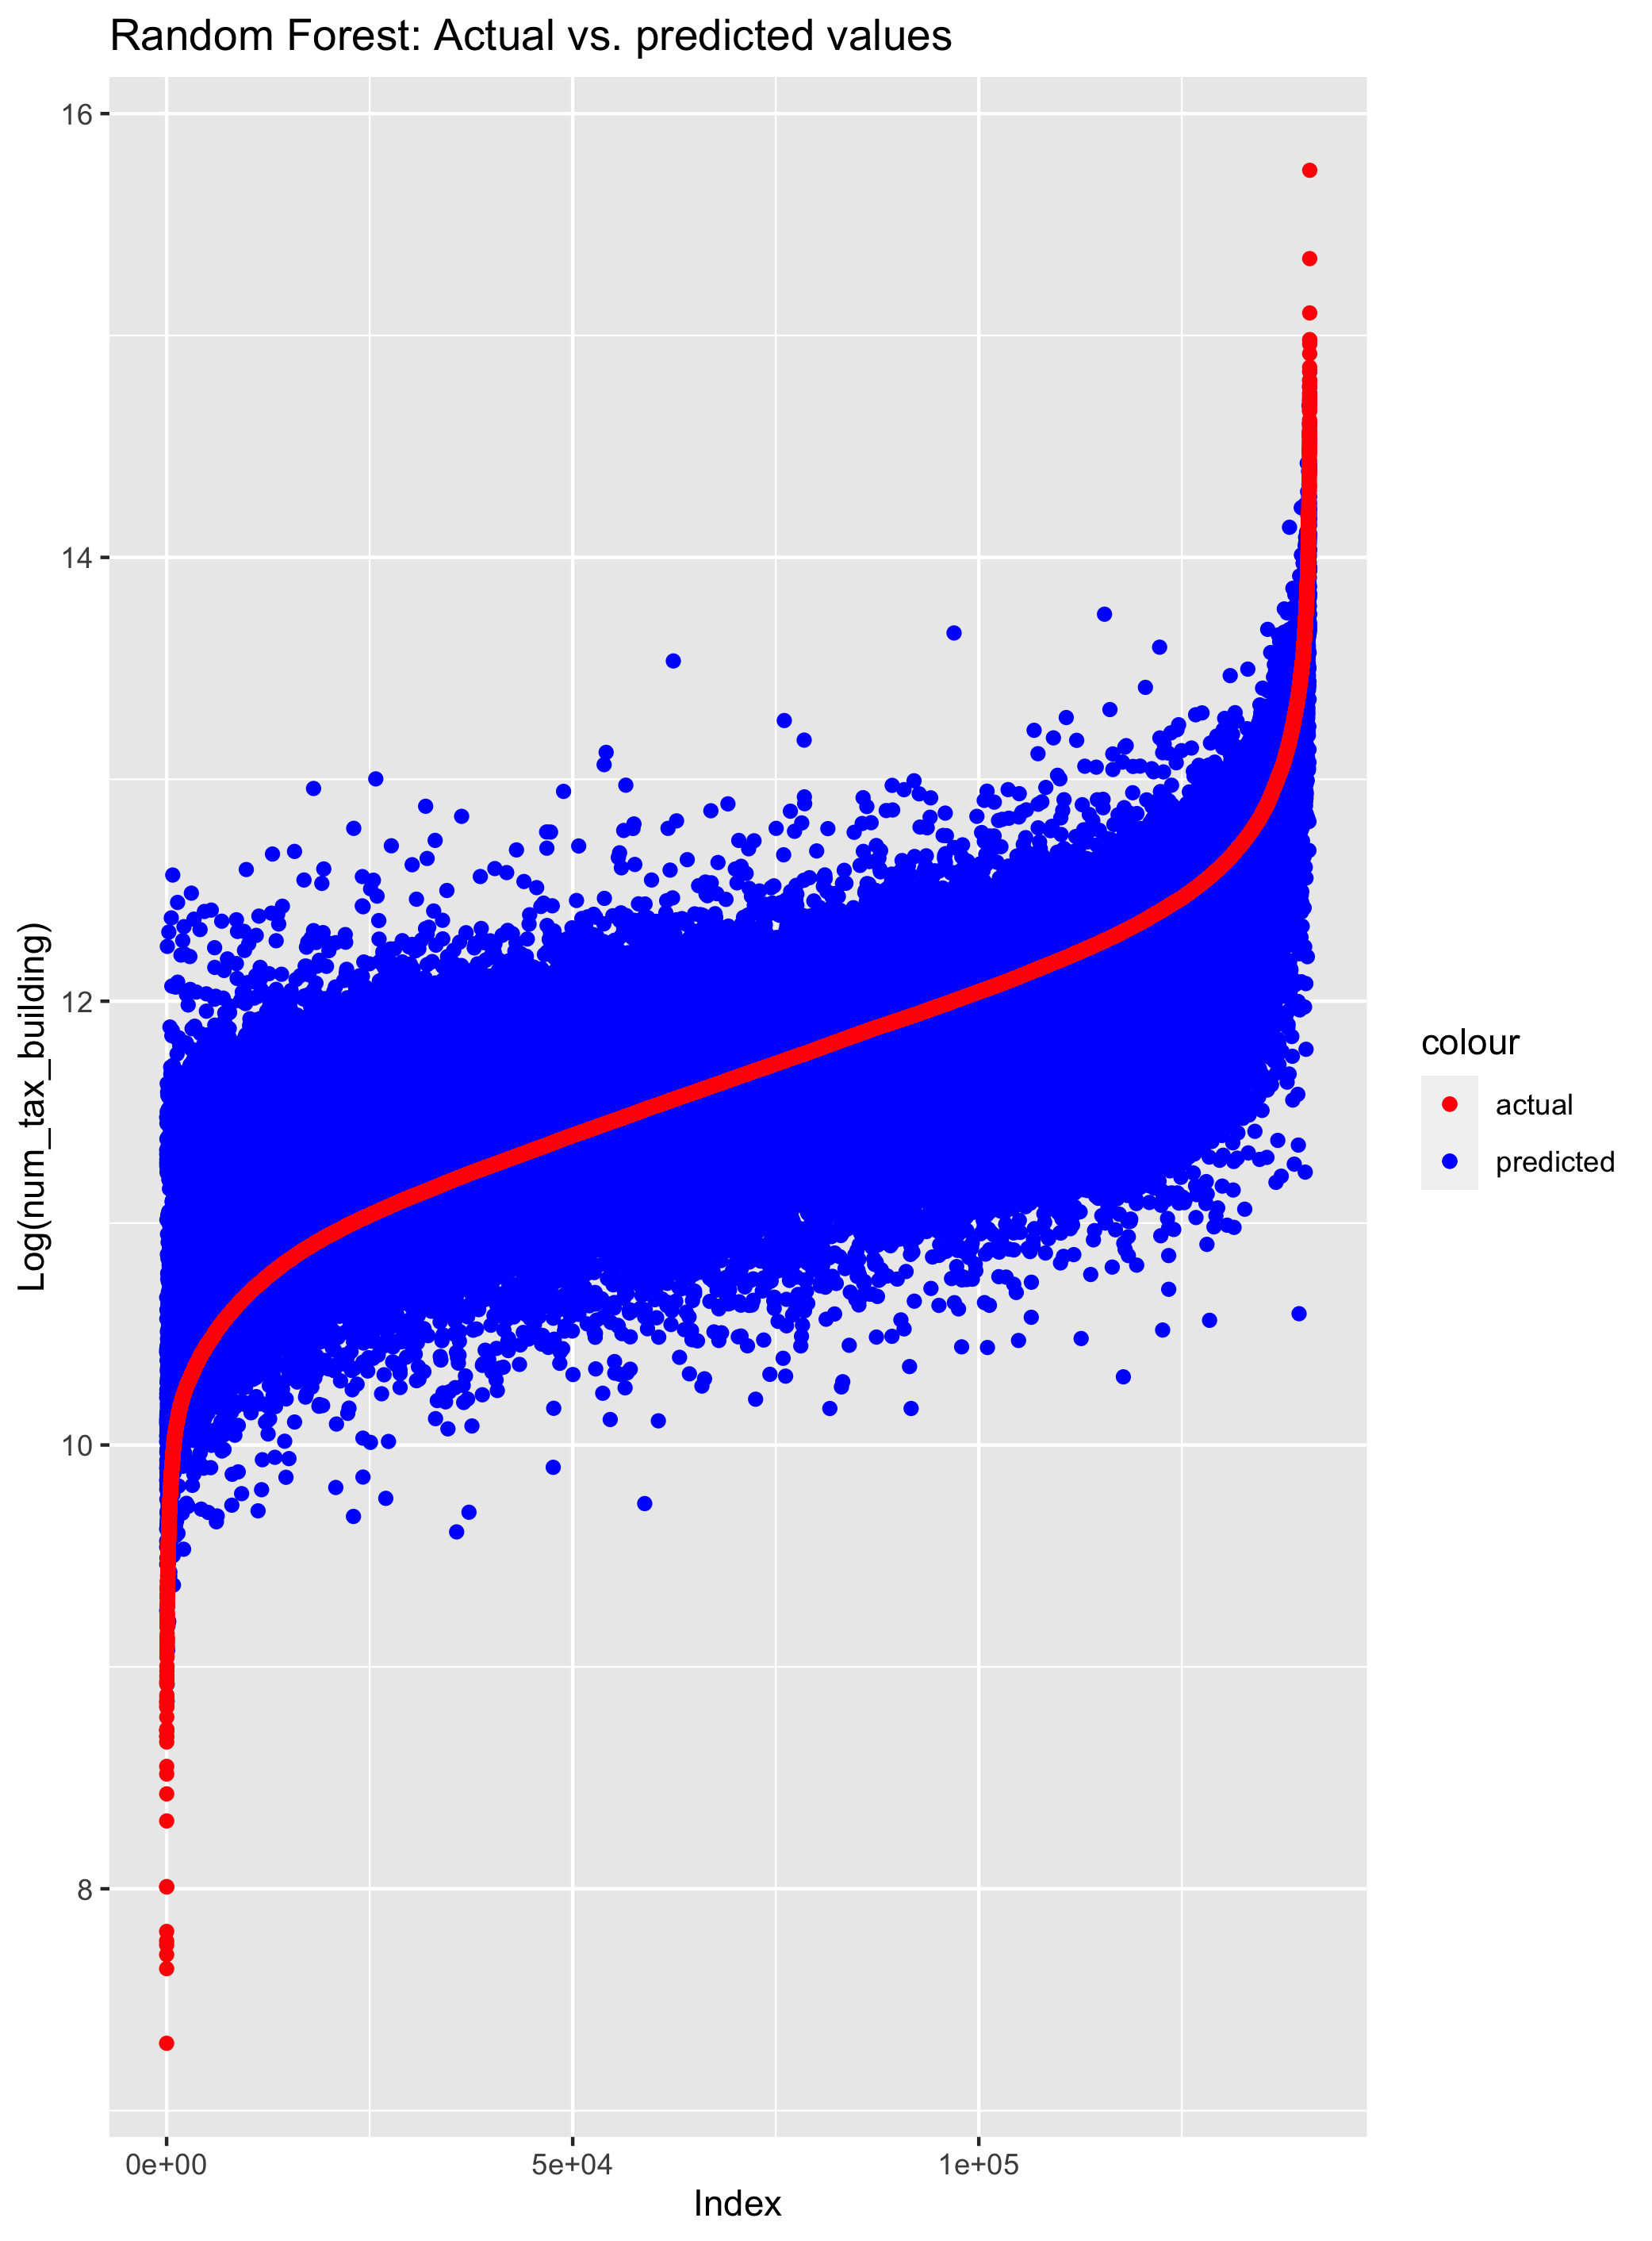 Random Forest: Actual vs. predicted values
16
14
12
10
8
Log(num_tax_building)
0e+00 5e+04 1e+05
Index
colour
actual
predicted